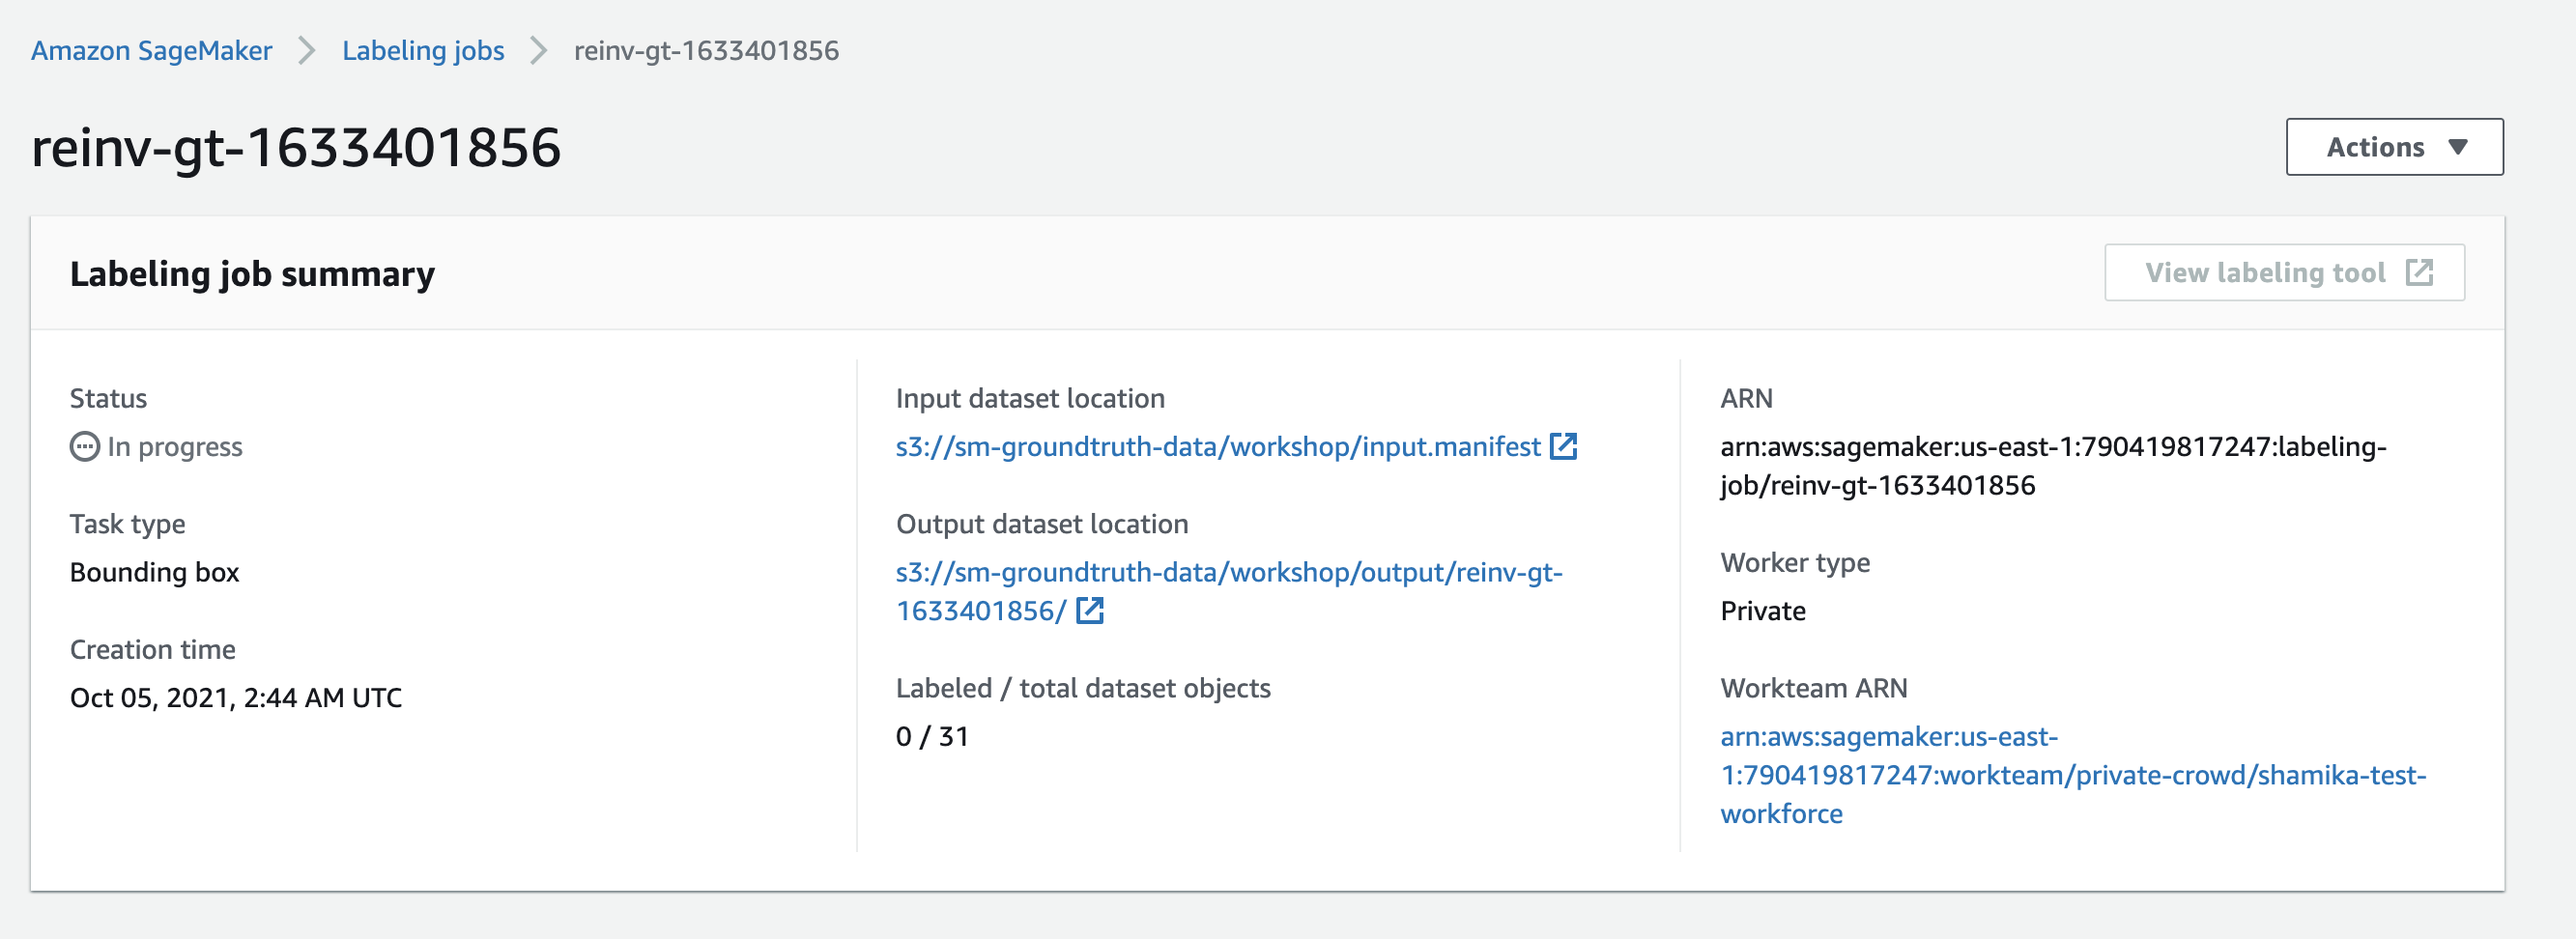 Amazon SageMaker > Labeling jobs > reinv-gt-1633401856
reinv-gt-1633401856
Actions
Labeling job summary
View labeling tool
Status
In progress
Task type
Bounding box
Creation time
Oct 05, 2021, 2:44 AM UTC
Input dataset location
s3://sm-groundtruth-data/workshop/input.manifest
Output dataset location
s3://sm-groundtruth-data/workshop/output/reinv-gt-
1633401856/
Labeled / total dataset objects
0 / 31
ARN
arn:aws:sagemaker:us-east-1:790419817247:labeling-
job/reinv-gt-1633401856
Worker type
Private
Workteam ARN
arn:aws:sagemaker:us-east-
1:790419817247:workteam/private-crowd/shamika-test-
workforce